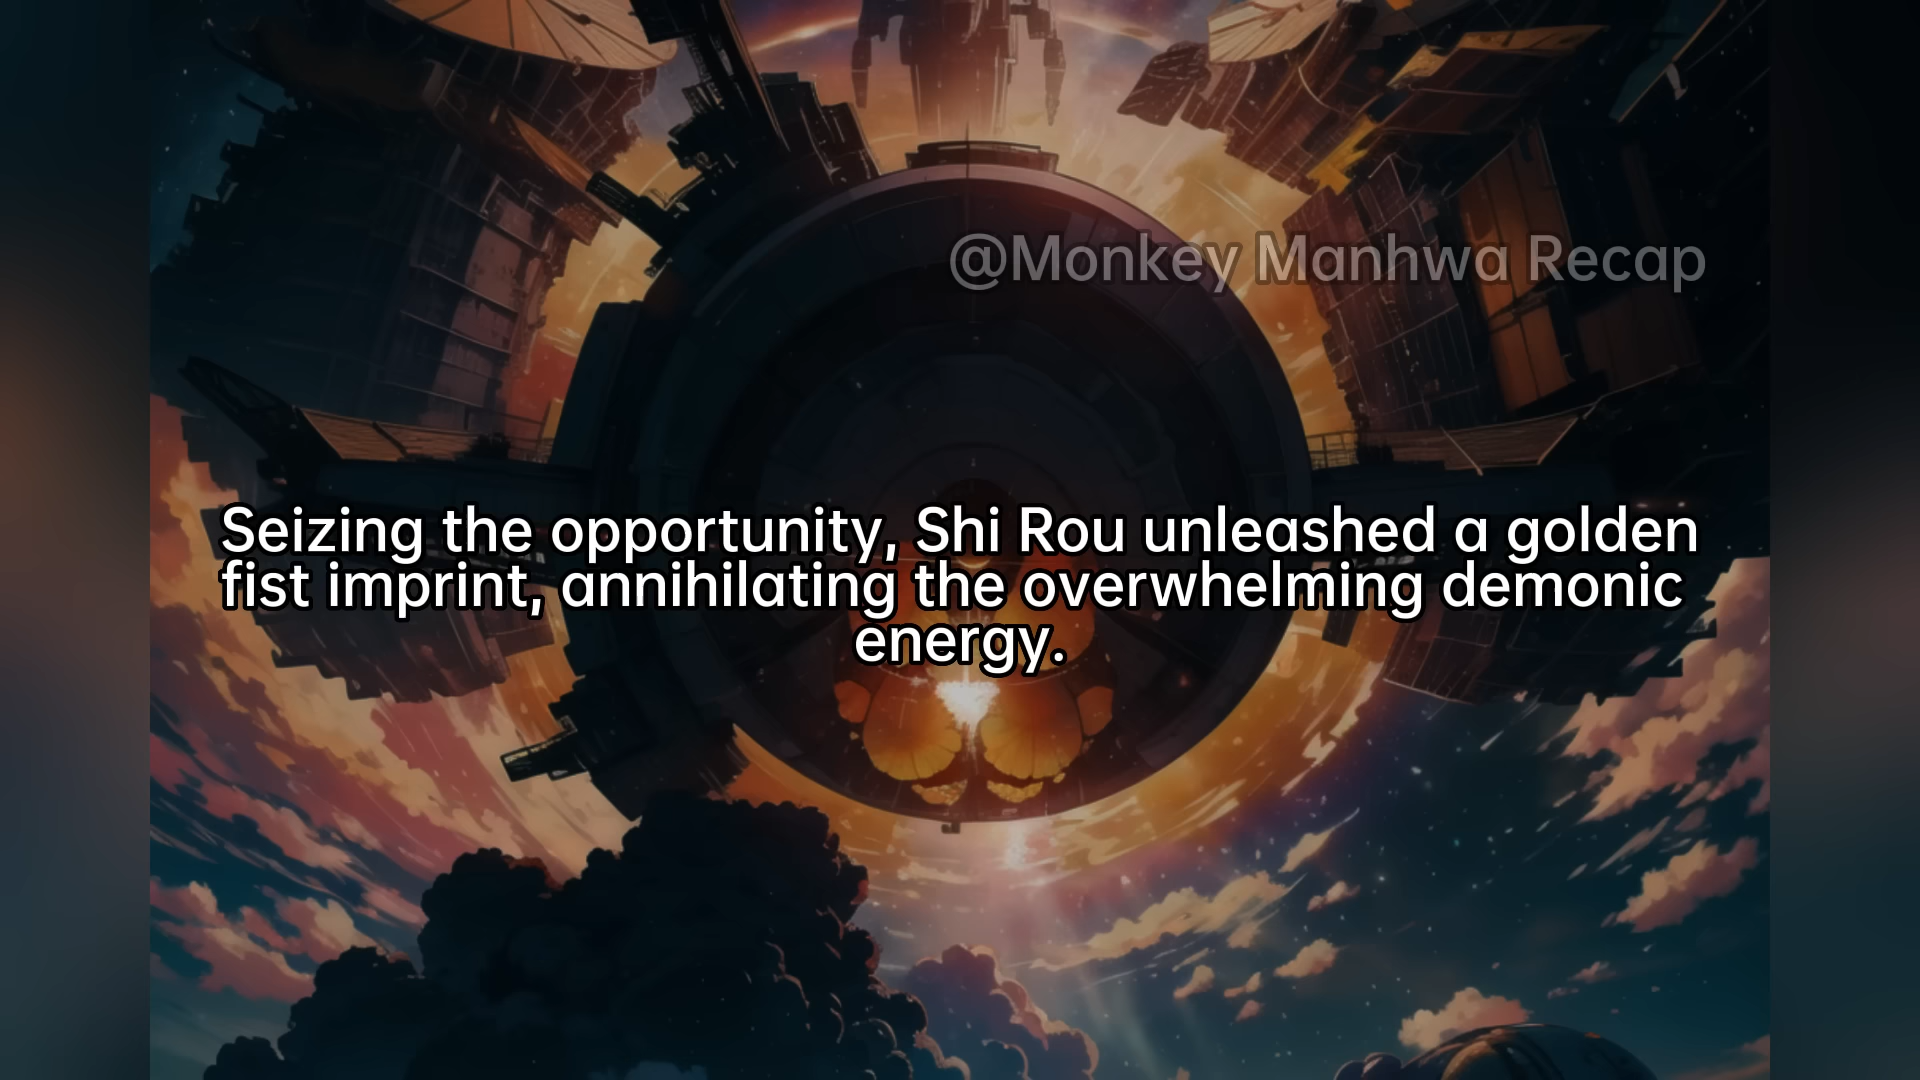 @Monkey Manhwa Recap
Seizing the opportunity, Shi Rou unleashed a golden
fist imprint, annihilating the overwhelming demonic
energy.